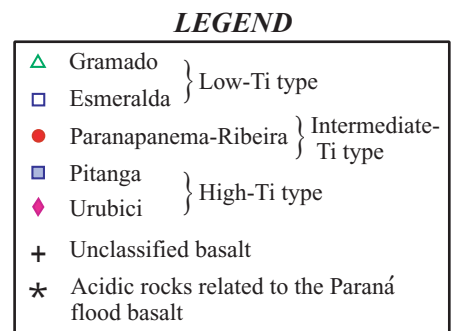 LEGEND
Gramado
Low-Ti type
Esmeralda
Paranapanema-Ribeira
Intermediate-
Ti type
Pitanga
High-Ti type
Urubici
Unclassified basalt
Acidic rocks related to the Paraná
flood basalt